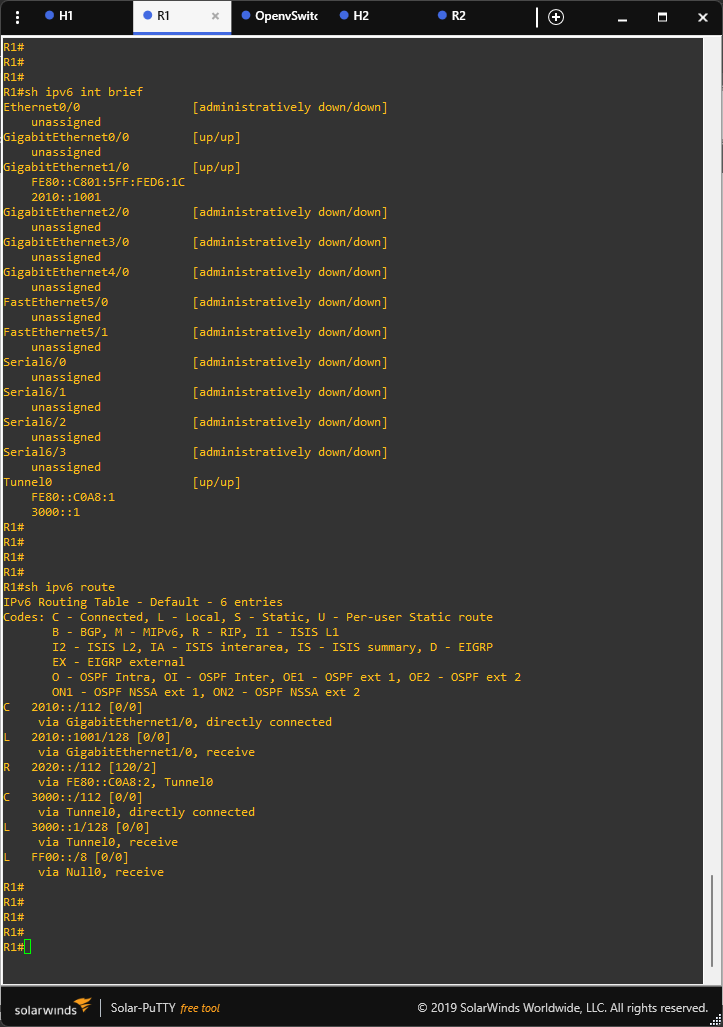 H1
R1
OpenvSwitc
H2
R2
R1#
R1#
R1#
R1#sh ipv6 int brief
Ethernet0/0 [administratively down/down]
unassigned
GigabitEthernet0/0 [up/up]
unassigned
GigabitEthernet1/0 [up/up]
FE80::C801:5FF:FED6:1C
2010::1001
GigabitEthernet2/0 [administratively down/down]
unassigned
GigabitEthernet3/0 [administratively down/down]
unassigned
GigabitEthernet4/0 [administratively down/down]
unassigned
FastEthernet5/0 [administratively down/down]
unassigned
FastEthernet5/1 [administratively down/down]
unassigned
Serial6/0 [administratively down/down]
unassigned
Serial6/1 [administratively down/down]
unassigned
Serial6/2 [administratively down/down]
unassigned
Serial6/3 [administratively down/down]
unassigned
Tunnel0 [up/up]
FE80::C0A8:1
3000::1
R1#
R1#
R1#
R1#
R1#sh ipv6 route
IPv6 Routing Table - Default - 6 entries
Codes: C - Connected, L - Local, S - Static, U - Per-user Static route
B - BGP, M - MIPv6, R - RIP, I1 - ISIS L1
I2 - ISIS L2, IA - ISIS interarea, IS - ISIS summary, D - EIGRP
EX - EIGRP external
O - OSPF Intra, OI - OSPF Inter, OE1 - OSPF ext 1, OE2 - OSPF ext 2
ON1 - OSPF NSSA ext 1, ON2 - OSPF NSSA ext 2
C 2010::/112 [0/0]
via GigabitEthernet1/0, directly connected
L 2010::1001/128 [0/0]
via GigabitEthernet1/0, receive
R 2020::/112 [120/2]
via FE80::C0A8:2, Tunnel0
C 3000::/112 [0/0]
via Tunnel0, directly connected
L 3000::1/128 [0/0]
via Tunnel0, receive
L FF00::/8 [0/0]
via Null0, receive
R1#
R1#
R1#
R1#
R1#
solarwinds
Solar-PuTTY free tool
© 2019 SolarWinds Worldwide, LLC. All rights reserved.